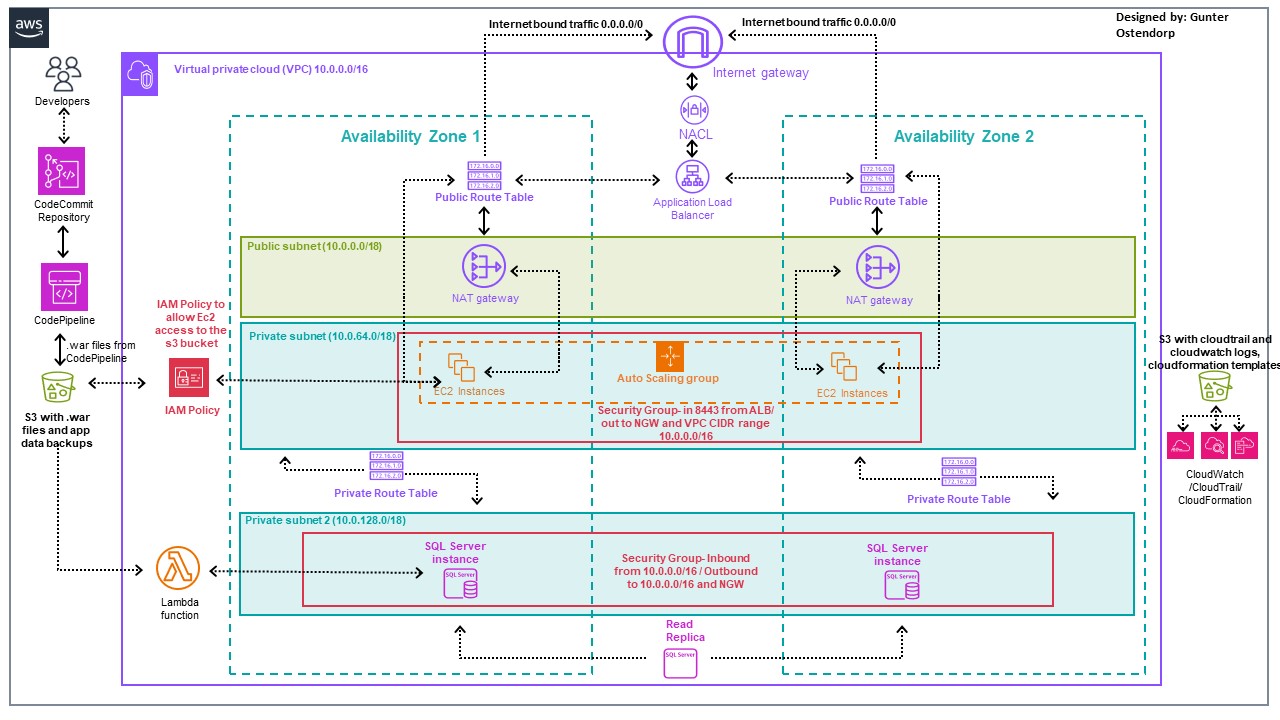 aws
Internet bound traffic 0.0.0.0/0
Internet bound traffic 0.0.0.0/0
Designed by: Gunter
Ostendorp
Virtual private cloud (VPC) 10.0.0.0/16
Internet gateway
Developers
NACL
Availability Zone 1
Availability Zone 2
172.16.0.0
172.16.1.0
172.16.2.0
Public Route Table
Application Load
Balancer
172.16.0.0
172.16.1.0
172.16.2.0
Public Route Table
CodeCommit
Repository
Public subnet (10.0.0.0/18)
NAT gateway
NAT gateway
CodePipeline
IAM Policy to
allow Ec2
access to the
s3 bucket
.war files from
CodePipeline
IAM Policy
S3 with .war
files and app
data backups
Private subnet (10.0.64.0/18)
EC2 Instances
Auto Scaling group
EC2 Instances
Security Group- in 8443 from ALB/
out to NGW and VPC CIDR range
10.0.0.0/16
S3 with cloudtrail and
cloudwatch logs,
cloudformation templates
CloudWatch
/CloudTrail/
CloudFormation
172.16.0.0
172.16.1.0
172.16.2.0
Private Route Table
172.16.0.0
172.16.1.0
172.16.2.0
Private Route Table
Private subnet 2 (10.0.128.0/18)
SQL Server
instance
SQL Server
Security Group- Inbound
from 10.0.0.0/16 / Outbound
to 10.0.0.0/16 and NGW
SQL Server
instance
SQL Server
Lambda
function
Read
Replica
SQL Server